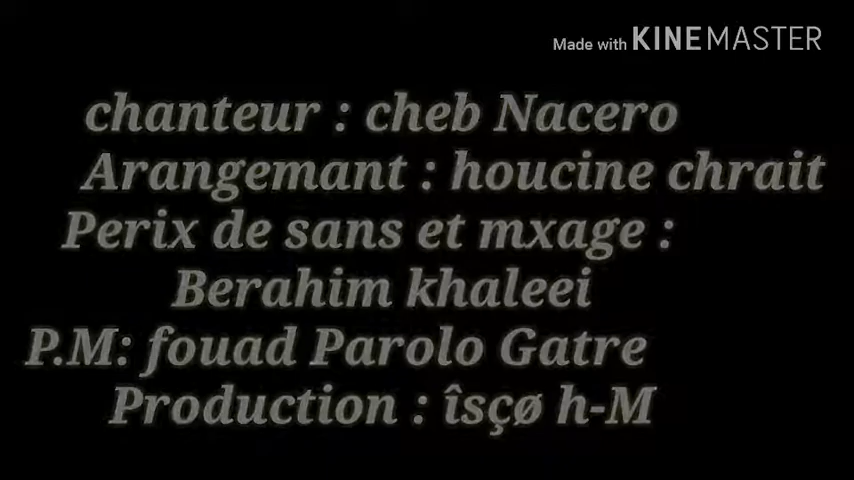 Made with KINEMASTER
chanteur : cheb Nacero
Arangemant : houcine chrait
Perix de sans et mxage :
Berahim khaleei
P.M: fouad Parolo Gatre
Production : îsçø h-M